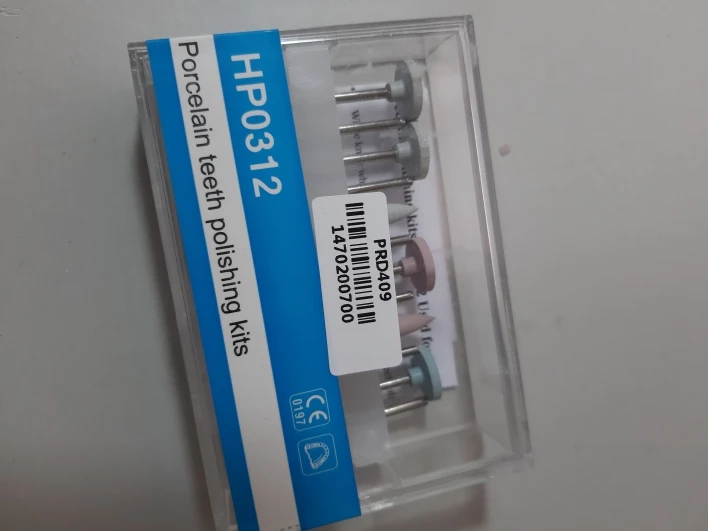 HP0312
Porcelain teeth polishing kits
PRD409
1470200700
CE
0197